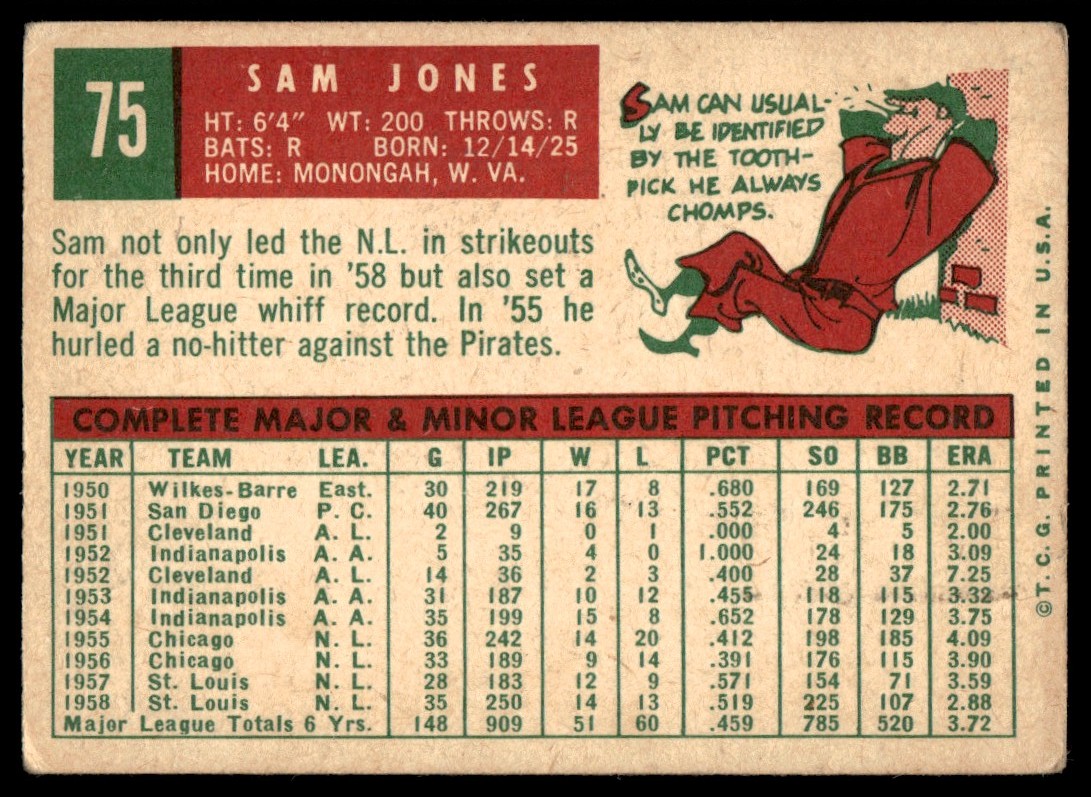 75
SAM JONES
HT: 6'4" WT: 200 THROWS: R
BATS: R BORN: 12/14/25
HOME: MONONGAH, W. VA.
SAM CAN USUAL-
LY BE IDENTIFIED
BY THE TOOTH-
PICK HE ALWAYS
CHOMPS.
Sam not only led the N.L. in strikeouts
for the third time in '58 but also set a
Major League whiff record. In '55 he
hurled a no-hitter against the Pirates.
COMPLETE MAJOR & MINOR LEAGUE PITCHING RECORD
YEAR TEAM LEA. G IP W L PCT SO BB ERA
1950 Wilkes-Barre East. 30 219 17 8 .680 169 127 2.71
1951 San Diego P. C. 40 267 16 13 .552 246 175 2.76
1951 Cleveland A. L. 2 9 0 1 .000 4 5 2.00
1952 Indianapolis A. A. 5 35 4 0 1.000 24 18 3.09
1952 Cleveland A. L. 14 36 2 3 .400 28 37 7.25
1953 Indianapolis A. A. 31 187 10 12 .455 118 115 3.32
1954 Indianapolis A. A. 35 199 15 8 .652 178 129 3.75
1955 Chicago N. L. 36 242 14 20 .412 198 185 4.09
1956 Chicago N. L. 33 189 9 14 .391 176 115 3.90
1957 St. Louis N. L. 28 183 12 9 .571 154 71 3.59
1958 St. Louis N. L. 35 250 14 13 .519 225 107 2.88
Major League Totals 6 Yrs. 148 909 51 60 .459 785 520 3.72
©T. C. G. PRINTED IN U.S.A.